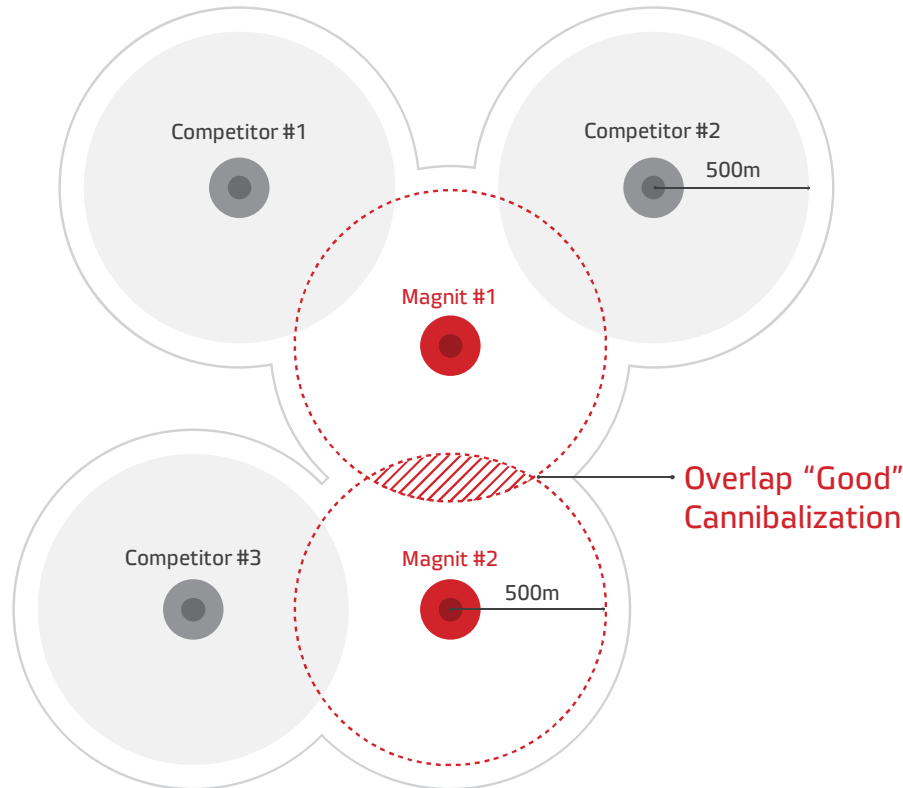 Competitor #1
Competitor #2
500m
Magnit #1
Overlap “Good”
Cannibalization
Competitor #3
Magnit #2
500m